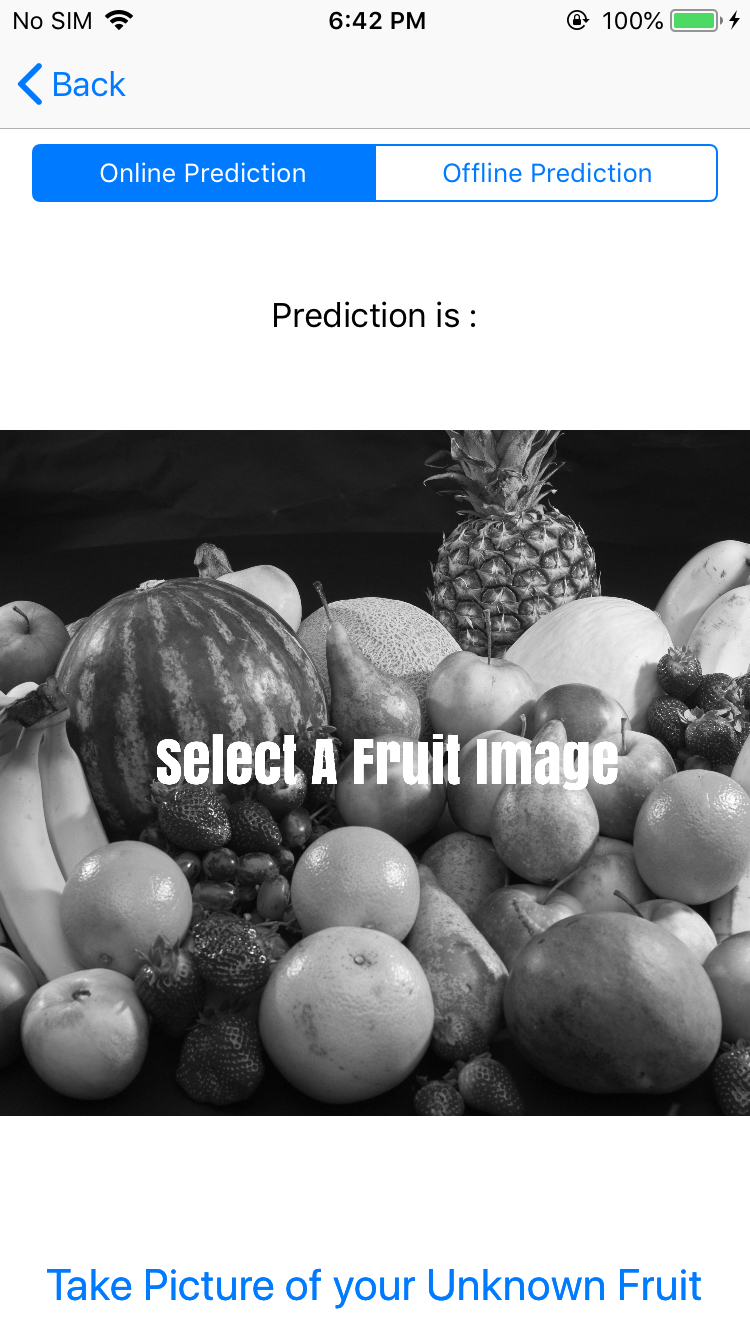 No SIM 6:42 PM 100%
Back
Online Prediction Offline Prediction
Prediction is :
Select A Fruit Image
Take Picture of your Unknown Fruit